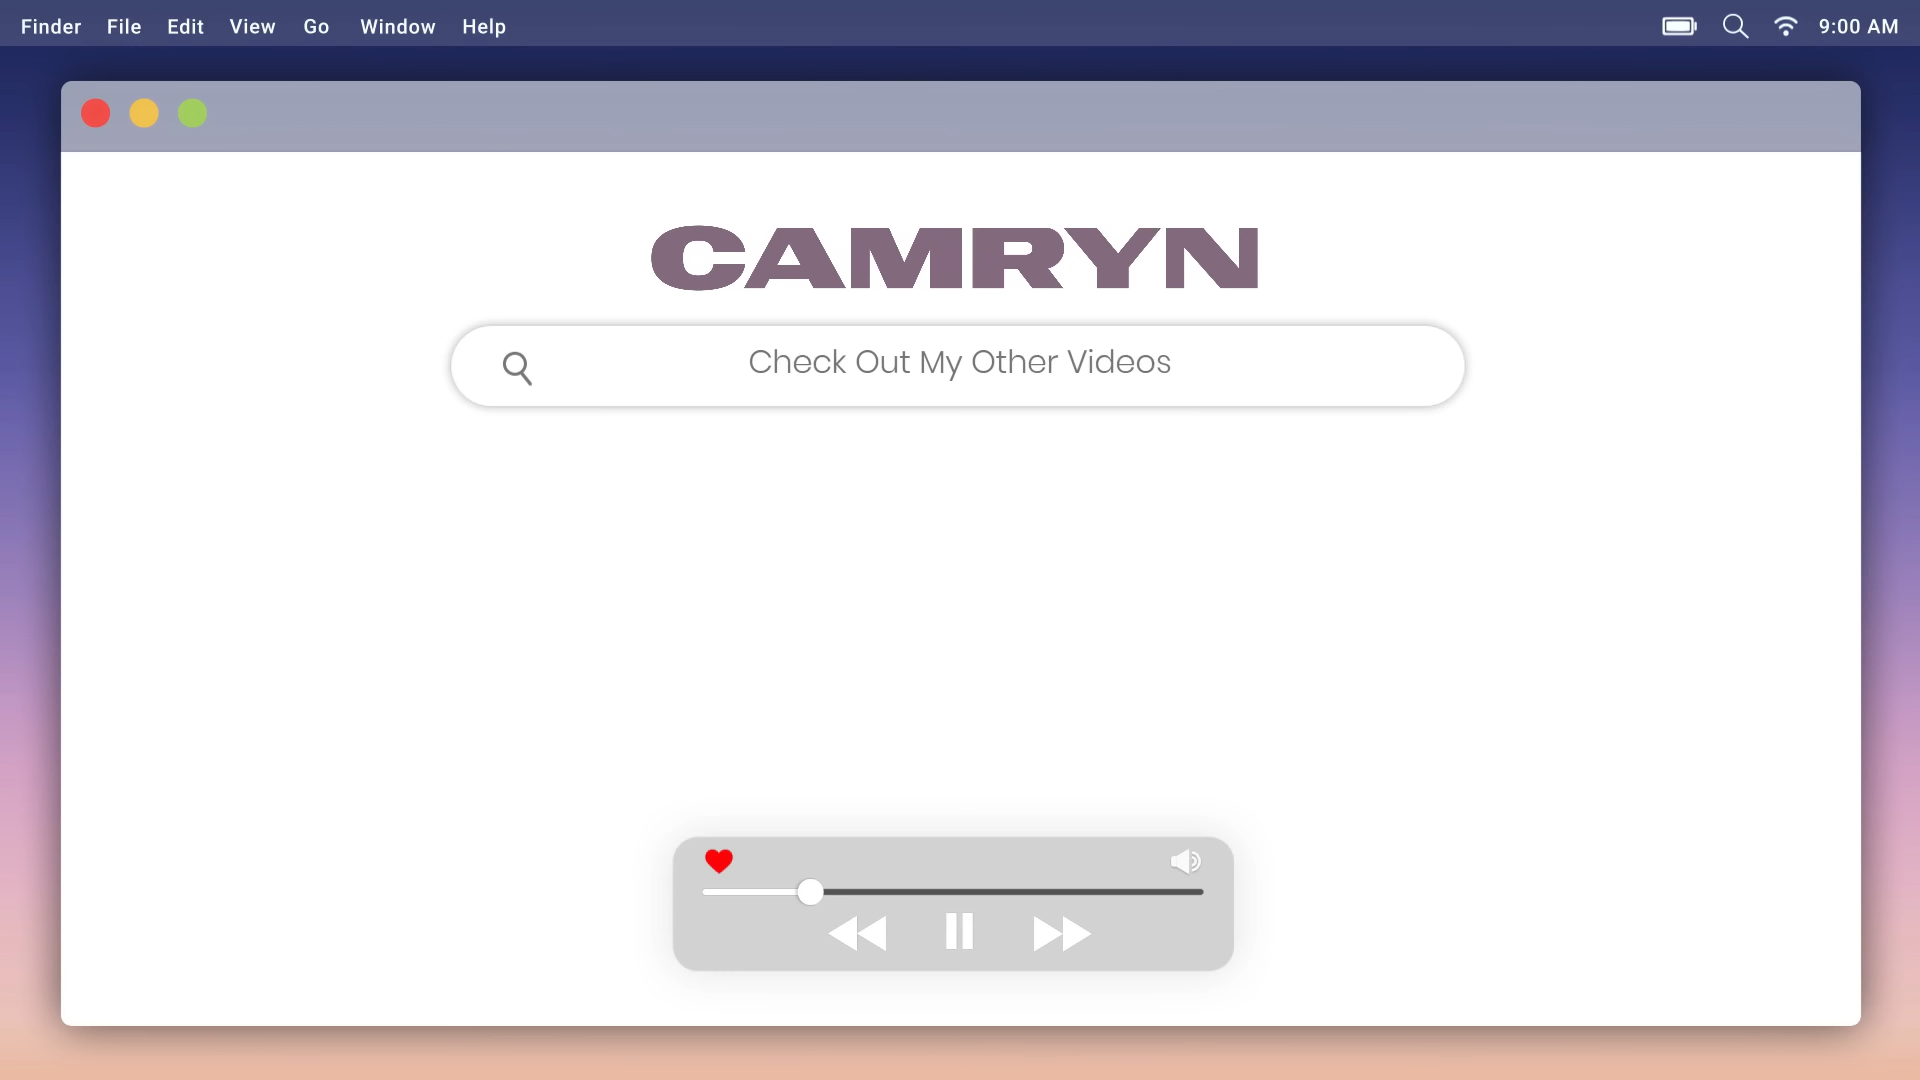 Finder File Edit View Go Window Help 9:00 AM
CAMRYN
Check Out My Other Videos